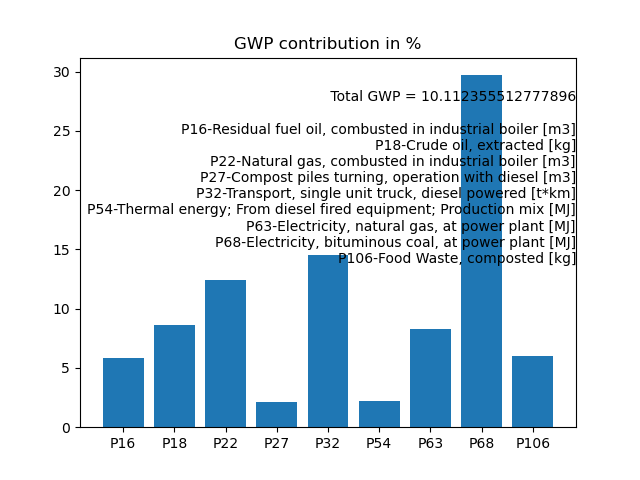 GWP contribution in %
30
25
20
15
10
5
0
Total GWP = 10.112355512777896
P16-Residual fuel oil, combusted in industrial boiler [m3]
P18-Crude oil, extracted [kg]
P22-Natural gas, combusted in industrial boiler [m3]
P27-Compost piles turning, operation with diesel [m3]
P32-Transport, single unit truck, diesel powered [t*km]
P54-Thermal energy; From diesel fired equipment; Production mix [MJ]
P63-Electricity, natural gas, at power plant [MJ]
P68-Electricity, bituminous coal, at power plant [MJ]
P106-Food Waste, composted [kg]
P16 P18 P22 P27 P32 P54 P63 P68 P106